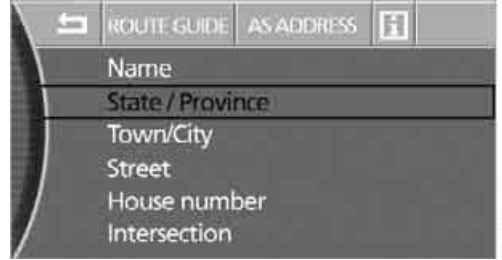 ROUTE GUIDE AS ADDRESS i
Name
State / Province
Town/City
Street
House number
Intersection